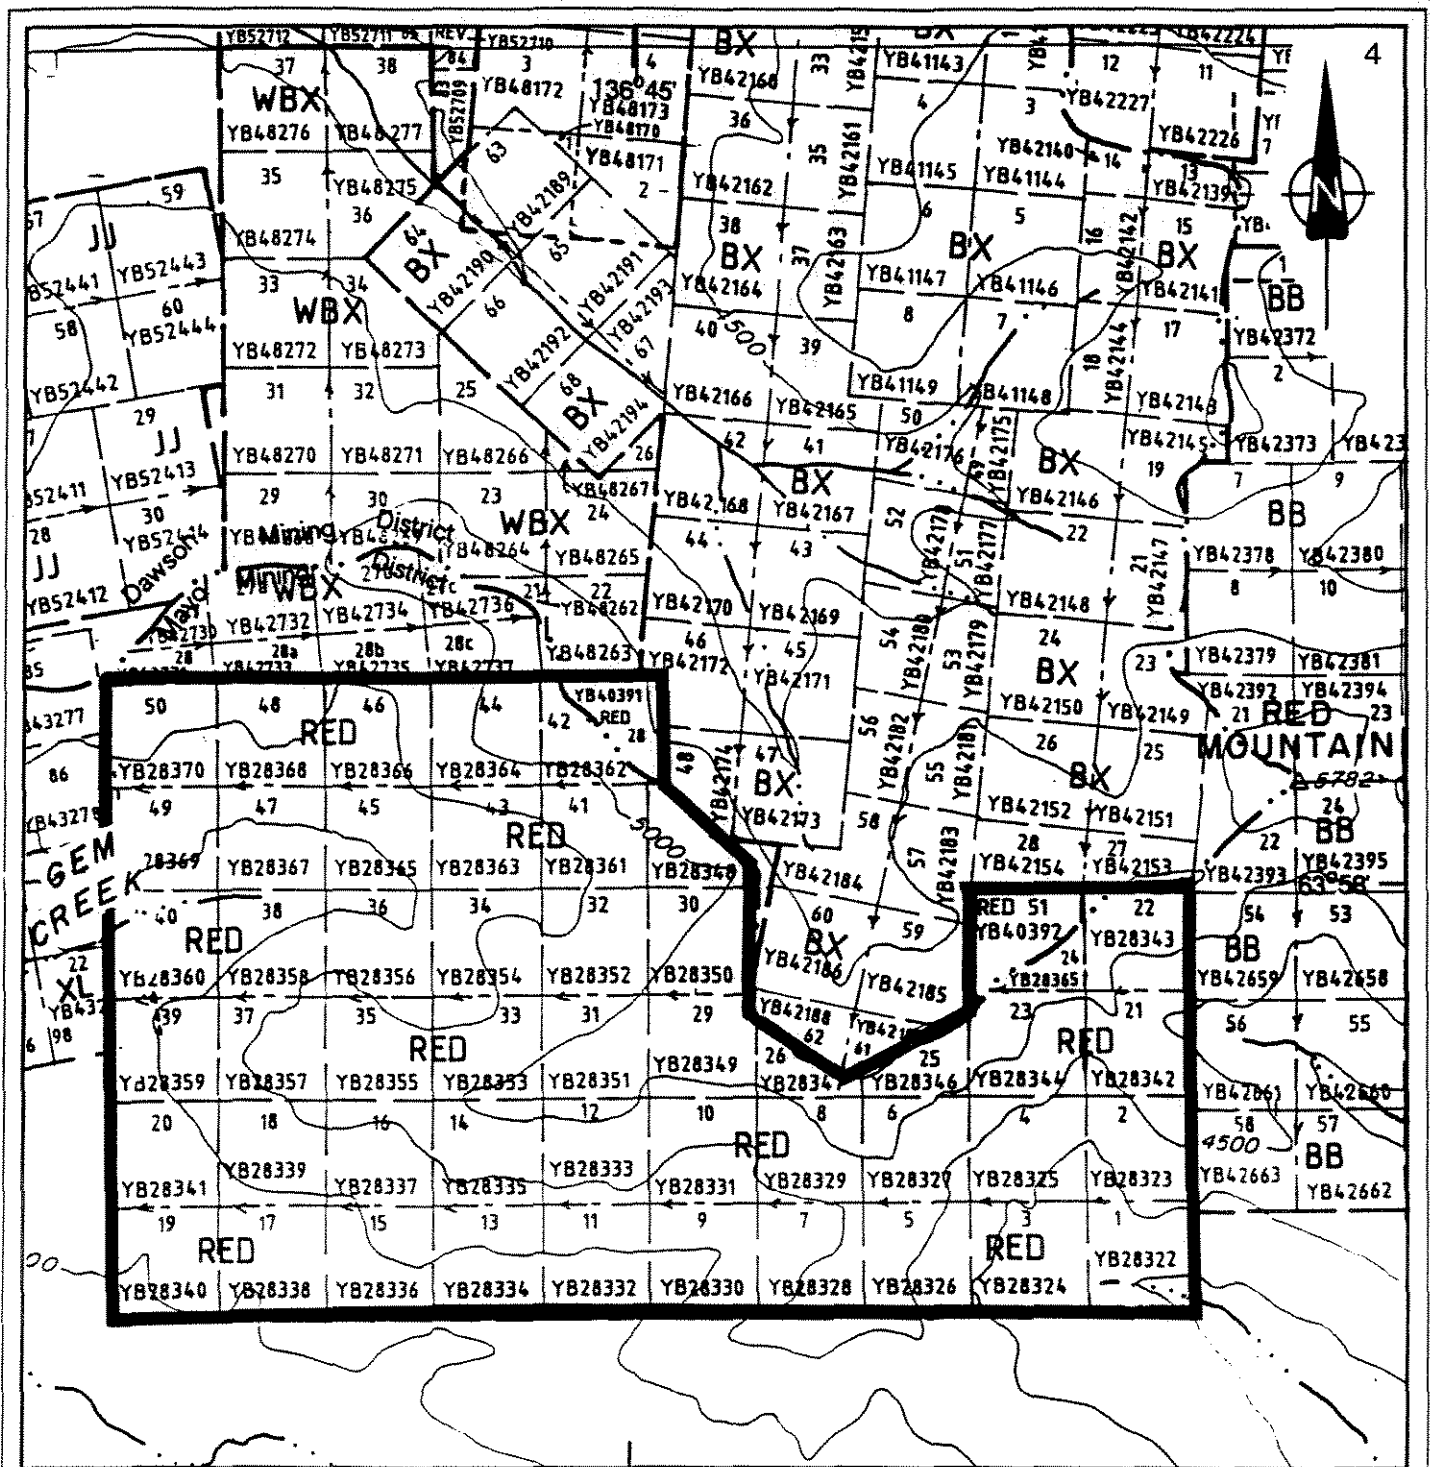 4
YB52712 YB52711 REV YB52710 BX BX
37 38 84 3 4 33 YB41143 12 11 YB42224
WBX YB48172 136°45' YB42160 4 3 YB42227
YB48276 YB48277 83 YB52709 YB48173 36 YB42161 YB42226
YB48170 35 YB42140 14 7
35 YB48275 63 YB48171 YB41145 YB41144 13
59 36 YB42189 2 YB42162 6 5 YB42139
JJ YB48274 64 BX 65 38 37 YB42163 BX 16 YB42142 15 N
YB52443 33 34 YB42190 YB42191 BX YB41147 YB41146 BX
60 WBX 66 YB42193 YB42164 8 7 YB42141 BB
58 YB52444 YB42192 67 40 39 18 YB42144 17 YB42372
YB48272 YB48273 68 BX 500 2
YB52442 31 32 25 YB42194 YB42166 YB42165 YB41149 YB41148 YB42143
29 JJ 42 41 50 YB42175 YB42145
YB52413 YB48270 YB48271 YB48266 26 YB42176 49 BX 19 YB42373
29 30 23 YB48267 BX 7 9
30 WBX 24 YB42168 YB42167 52 YB42146 BB
28 Mining District 44 43 YB42178 51 YB42177 22
JJ Dawson YB48264 YB48265 21 YB42147 YB42378 YB42380
YB52412 Mayo Mining District 8 10
WBX 22 YB48262 YB42170 YB42169 YB42148
YB42732 YB42734 YB42736 46 45 54 YB42180 53 YB42179 24
28 28a 28b 28c YB48263 YB42172 BX 23 YB42379 YB42381
YB42733 YB42735 YB42737 YB42171 YB42392 YB42394
43277 50 48 46 44 42 YB40391 YB42150 YB42149 21 RED 23
RED RED 56 YB42182 26 25 MOUNTAIN
28 47 55 YB42181
86 YB28370 YB28368 YB28366 YB28364 YB28362 48 YB42174 BX BX 5782
49 47 45 43 41 YB42173 58 YB42152 YB42151 24
GEM RED 5000 57 YB42183 28 27 22 BB
28369 YB28367 YB28365 YB28363 YB28361 YB28348 YB42184 YB42154 YB42153 YB42393 YB42395
CREEK 63°58'
40 38 36 34 32 30 60 59 RED 51 22 54 53
RED BX YB40392 YB28343 BB
22 YB42186 24
XL YB28360 YB28358 YB28356 YB28354 YB28352 YB28350 YB42185 YB28365 YB42659 YB42658
39 37 35 33 31 29 YB42188 23 21 56 55
98 RED 62 61 RED
26 25
YB28359 YB28357 YB28355 YB28353 YB28351 YB28349 YB28347 YB28346 YB28344 YB28342 YB42661 YB42660
20 18 16 14 12 10 8 6 4 2 58 57
RED 4500 BB
YB28341 YB28339 YB28337 YB28335 YB28333 YB28331 YB28329 YB28327 YB28325 YB28323 YB42663 YB42662
19 17 15 13 11 9 7 5 3 1
RED RED YB28322
YB28340 YB28338 YB28336 YB28334 YB28332 YB28330 YB28328 YB28326 YB28324